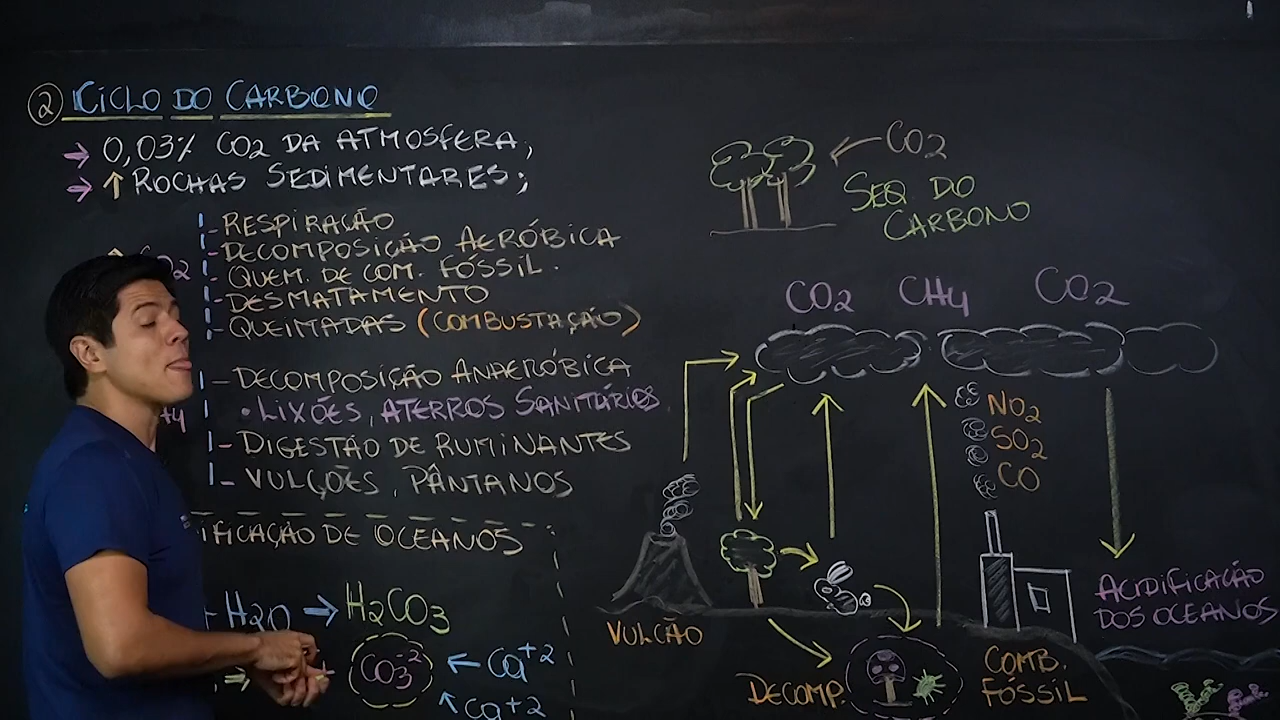 2 CICLO DO CARBONO
→ 0,03% CO2 DA ATMOSFERA;
→ ↑ ROCHAS SEDIMENTARES;
- RESPIRAÇÃO
- DECOMPOSIÇÃO AERÓBICA
- QUEM. DE COM. FÓSSIL.
- DESMATAMENTO
- QUEIMADAS (COMBUSTAÇÃO)
- DECOMPOSIÇÃO ANAERÓBICA
• LIXÕES, ATERROS SANITÁRIOS
- DIGESTÃO DE RUMINANTES
- VULÇÕES, PÂNTANOS
IFICAÇÃO DE OCEANOS
H2O → H2CO3
CO3-2 ← Ca+2
Ca+2
CO2
SEQ. DO
CARBONO
CO2 CH4 CO2
NO2
SO2
CO
VULCÃO
DECOMP.
COMB.
FÓSSIL
ACIDIFICAÇÃO
DOS OCEANOS